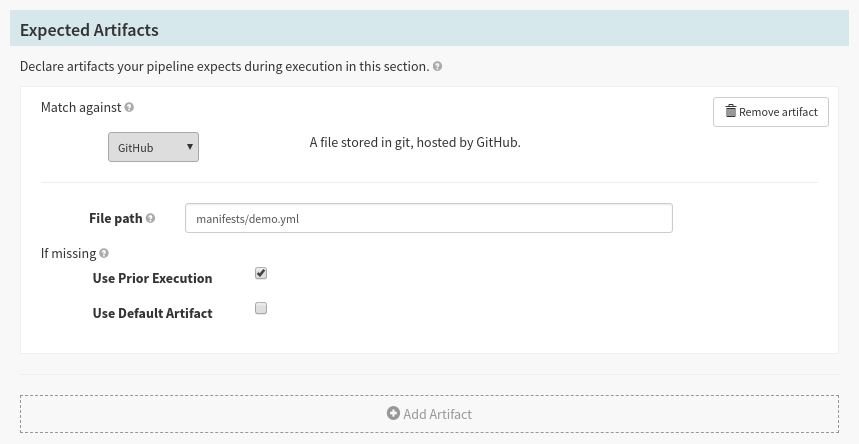 Expected Artifacts
Declare artifacts your pipeline expects during execution in this section.
Match against
Remove artifact
GitHub
A file stored in git, hosted by GitHub.
File path
manifests/demo.yml
If missing
Use Prior Execution
Use Default Artifact
Add Artifact